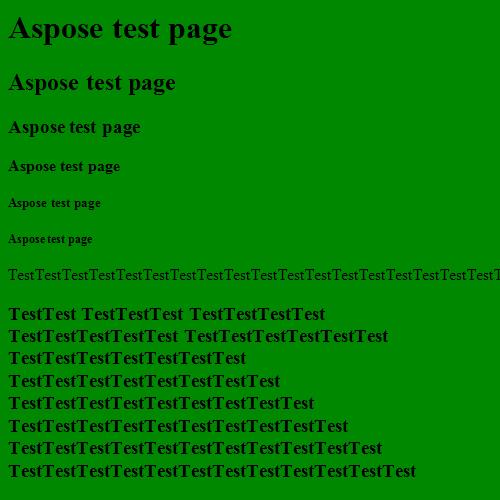 Aspose test page
Aspose test page
Aspose test page
Aspose test page
Aspose test page
Aspose test page
TestTestTestTestTestTestTestTestTestTestTestTestTestTestTestTestTestTestT
TestTest TestTestTest TestTestTestTest
TestTestTestTestTest TestTestTestTestTestTest
TestTestTestTestTestTestTest
TestTestTestTestTestTestTestTest
TestTestTestTestTestTestTestTestTest
TestTestTestTestTestTestTestTestTestTest
TestTestTestTestTestTestTestTestTestTestTest
TestTestTestTestTestTestTestTestTestTestTestTest